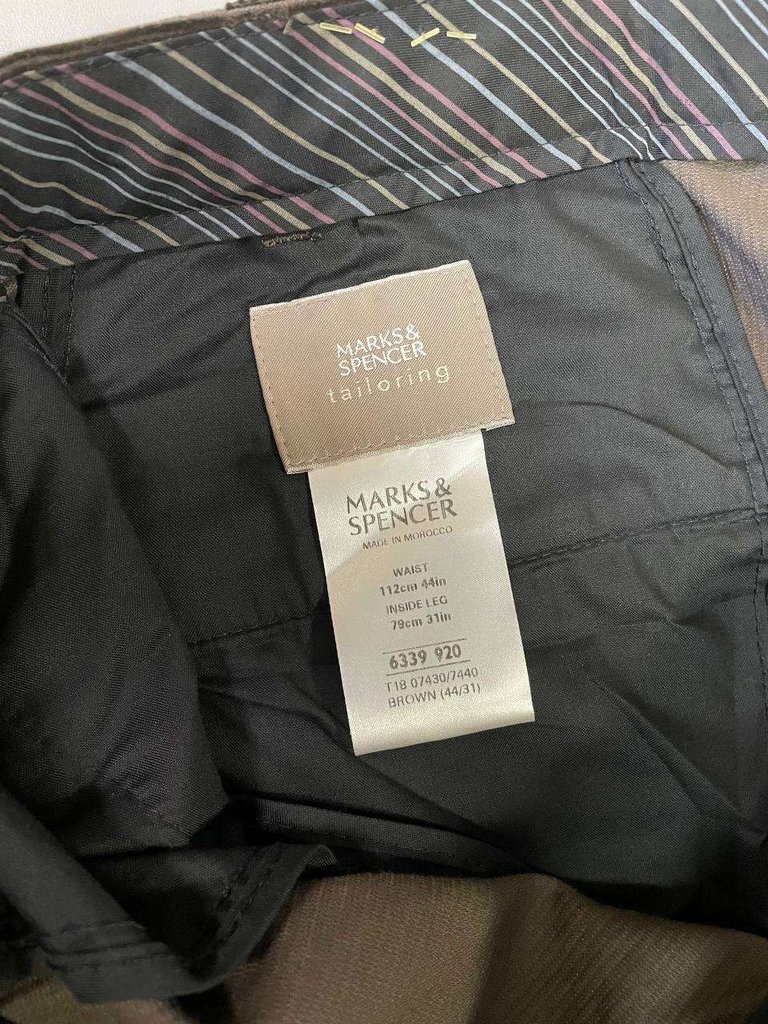 MARKS &
SPENCER
tailoring
MARKS &
SPENCER
MADE IN MOROCCO
WAIST
112cm 44in
INSIDE LEG
79cm 31in
6339 920
T18 07430/7440
BROWN (44/31)